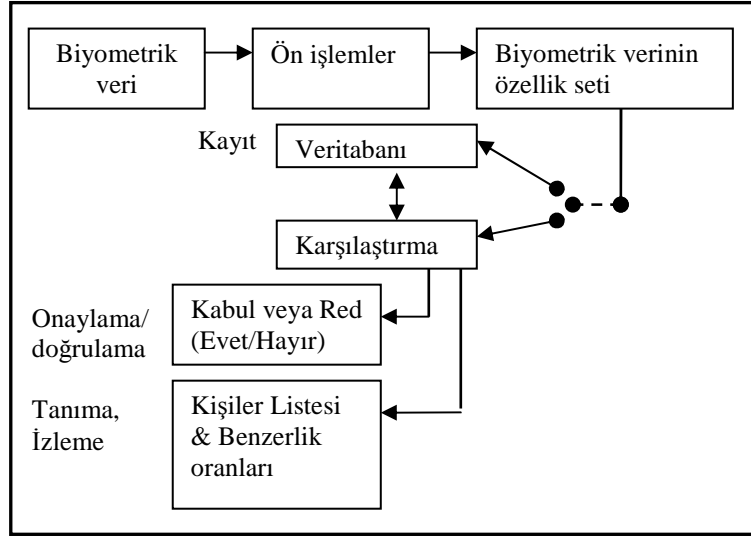 Biyometrik
veri
Ön işlemler
Biyometrik verinin
özellik seti
Kayıt
Veritabanı
Karşılaştırma
Onaylama/
doğrulama
Kabul veya Red
(Evet/Hayır)
Tanıma,
İzleme
Kişiler Listesi
& Benzerlik
oranları